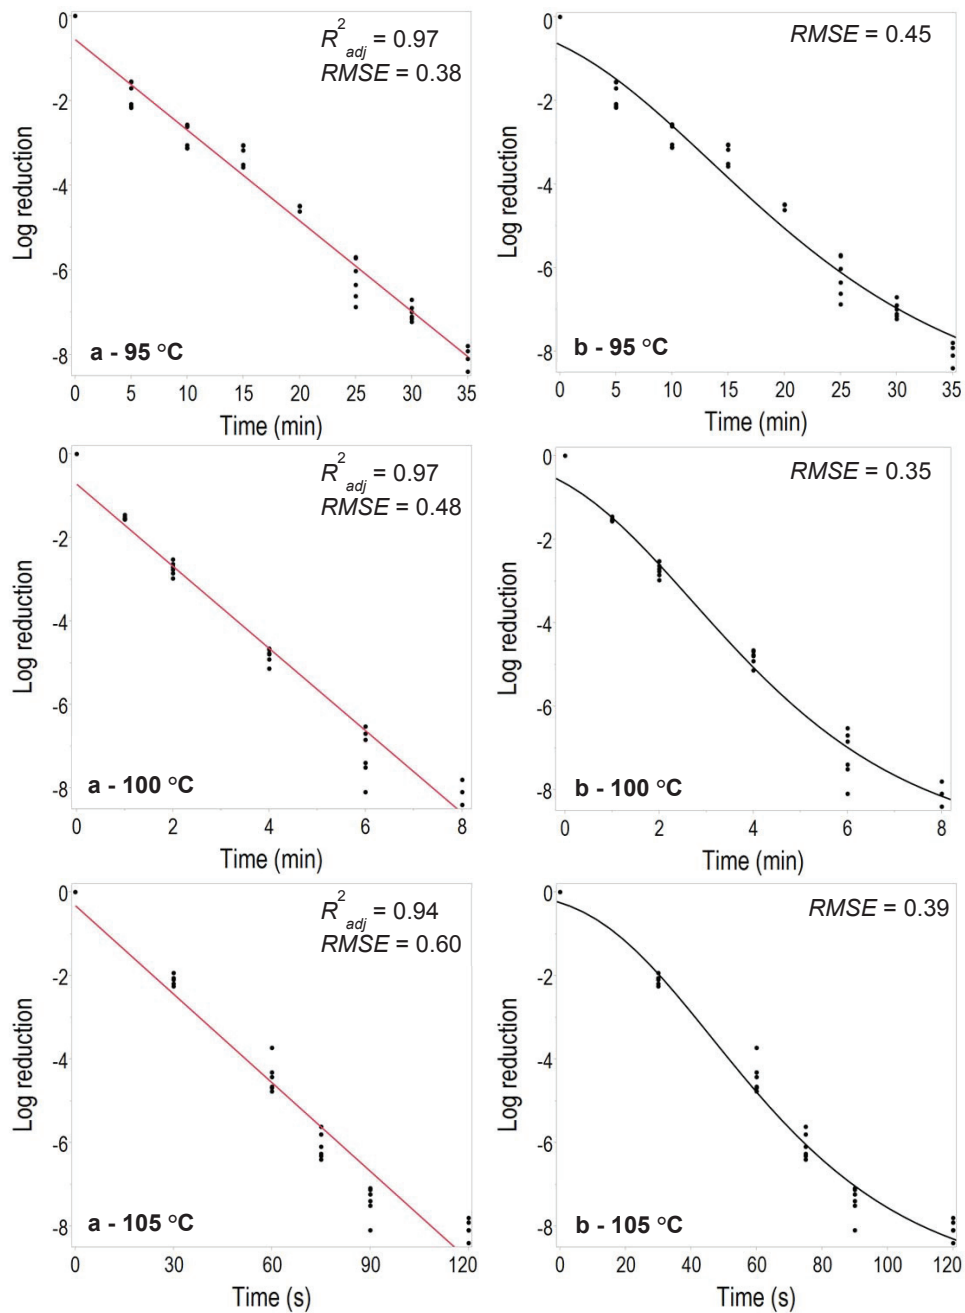 R²adj = 0.97
RMSE = 0.38
0
-2
-4
-6
-8
Log reduction
a - 95 °C
0 5 10 15 20 25 30 35
Time (min)
RMSE = 0.45
0
-2
-4
-6
-8
Log reduction
b - 95 °C
0 5 10 15 20 25 30 35
Time (min)
R²adj = 0.97
RMSE = 0.48
0
-2
-4
-6
-8
Log reduction
a - 100 °C
0 2 4 6 8
Time (min)
RMSE = 0.35
0
-2
-4
-6
-8
Log reduction
b - 100 °C
0 2 4 6 8
Time (min)
R²adj = 0.94
RMSE = 0.60
0
-2
-4
-6
-8
Log reduction
a - 105 °C
0 30 60 90 120
Time (s)
RMSE = 0.39
0
-2
-4
-6
-8
Log reduction
b - 105 °C
0 20 40 60 80 100 120
Time (s)